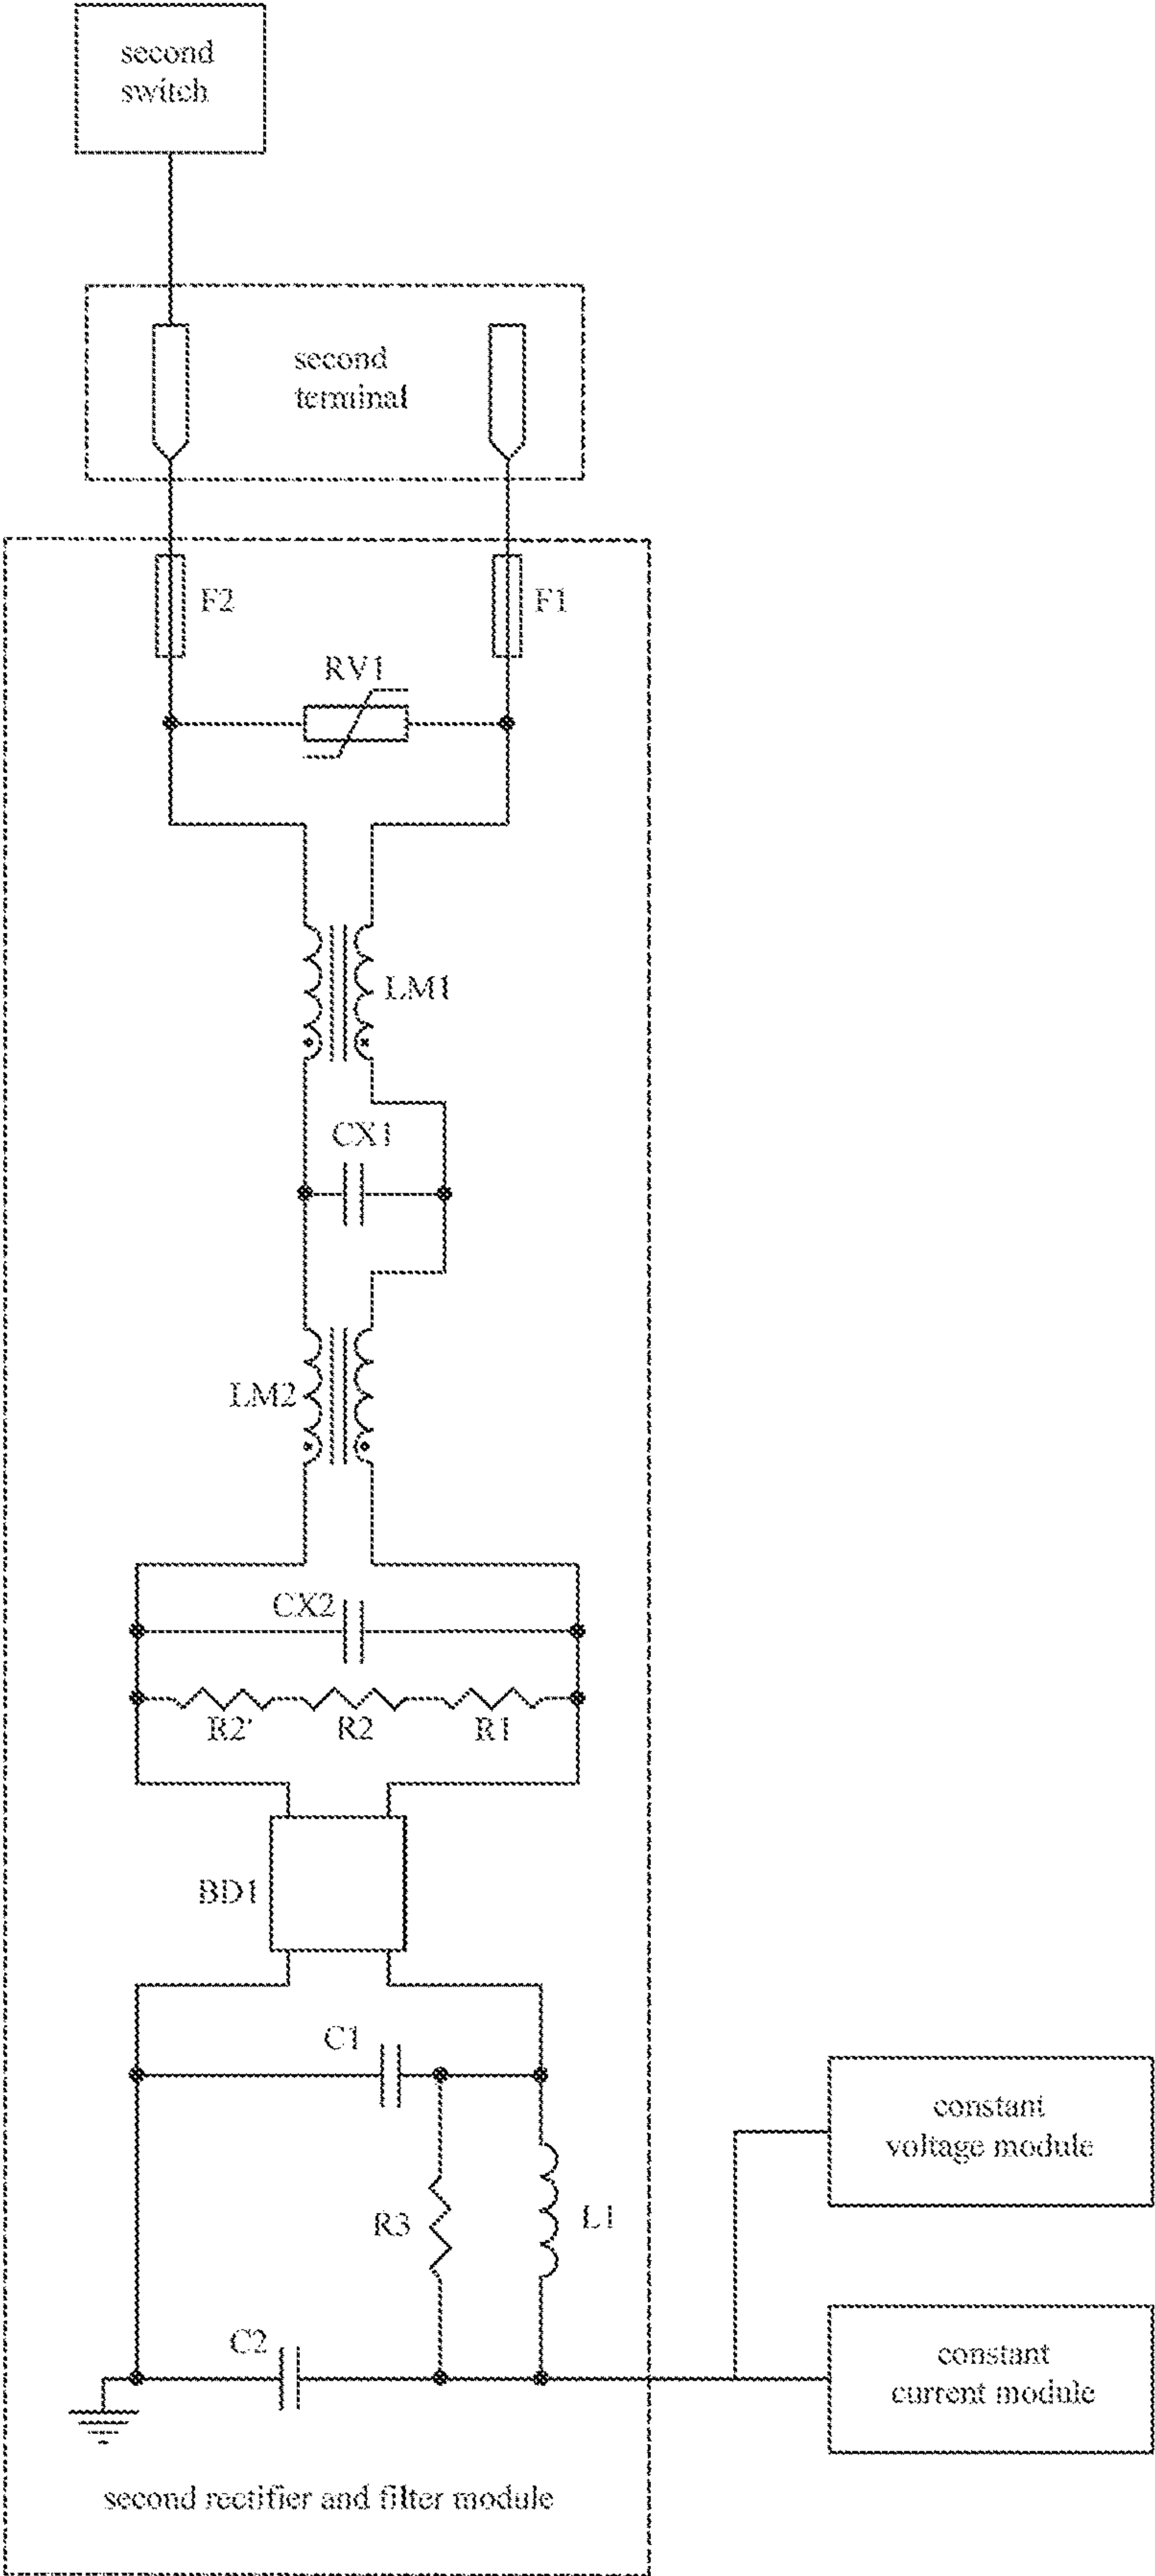 second
switch
second
terminal
F2
F1
RV1
LM1
CX1
LM2
CX2
R2'
R2
R1
BD1
C1
constant
voltage module
R3
L1
C2
constant
current module
second rectifier and filter module